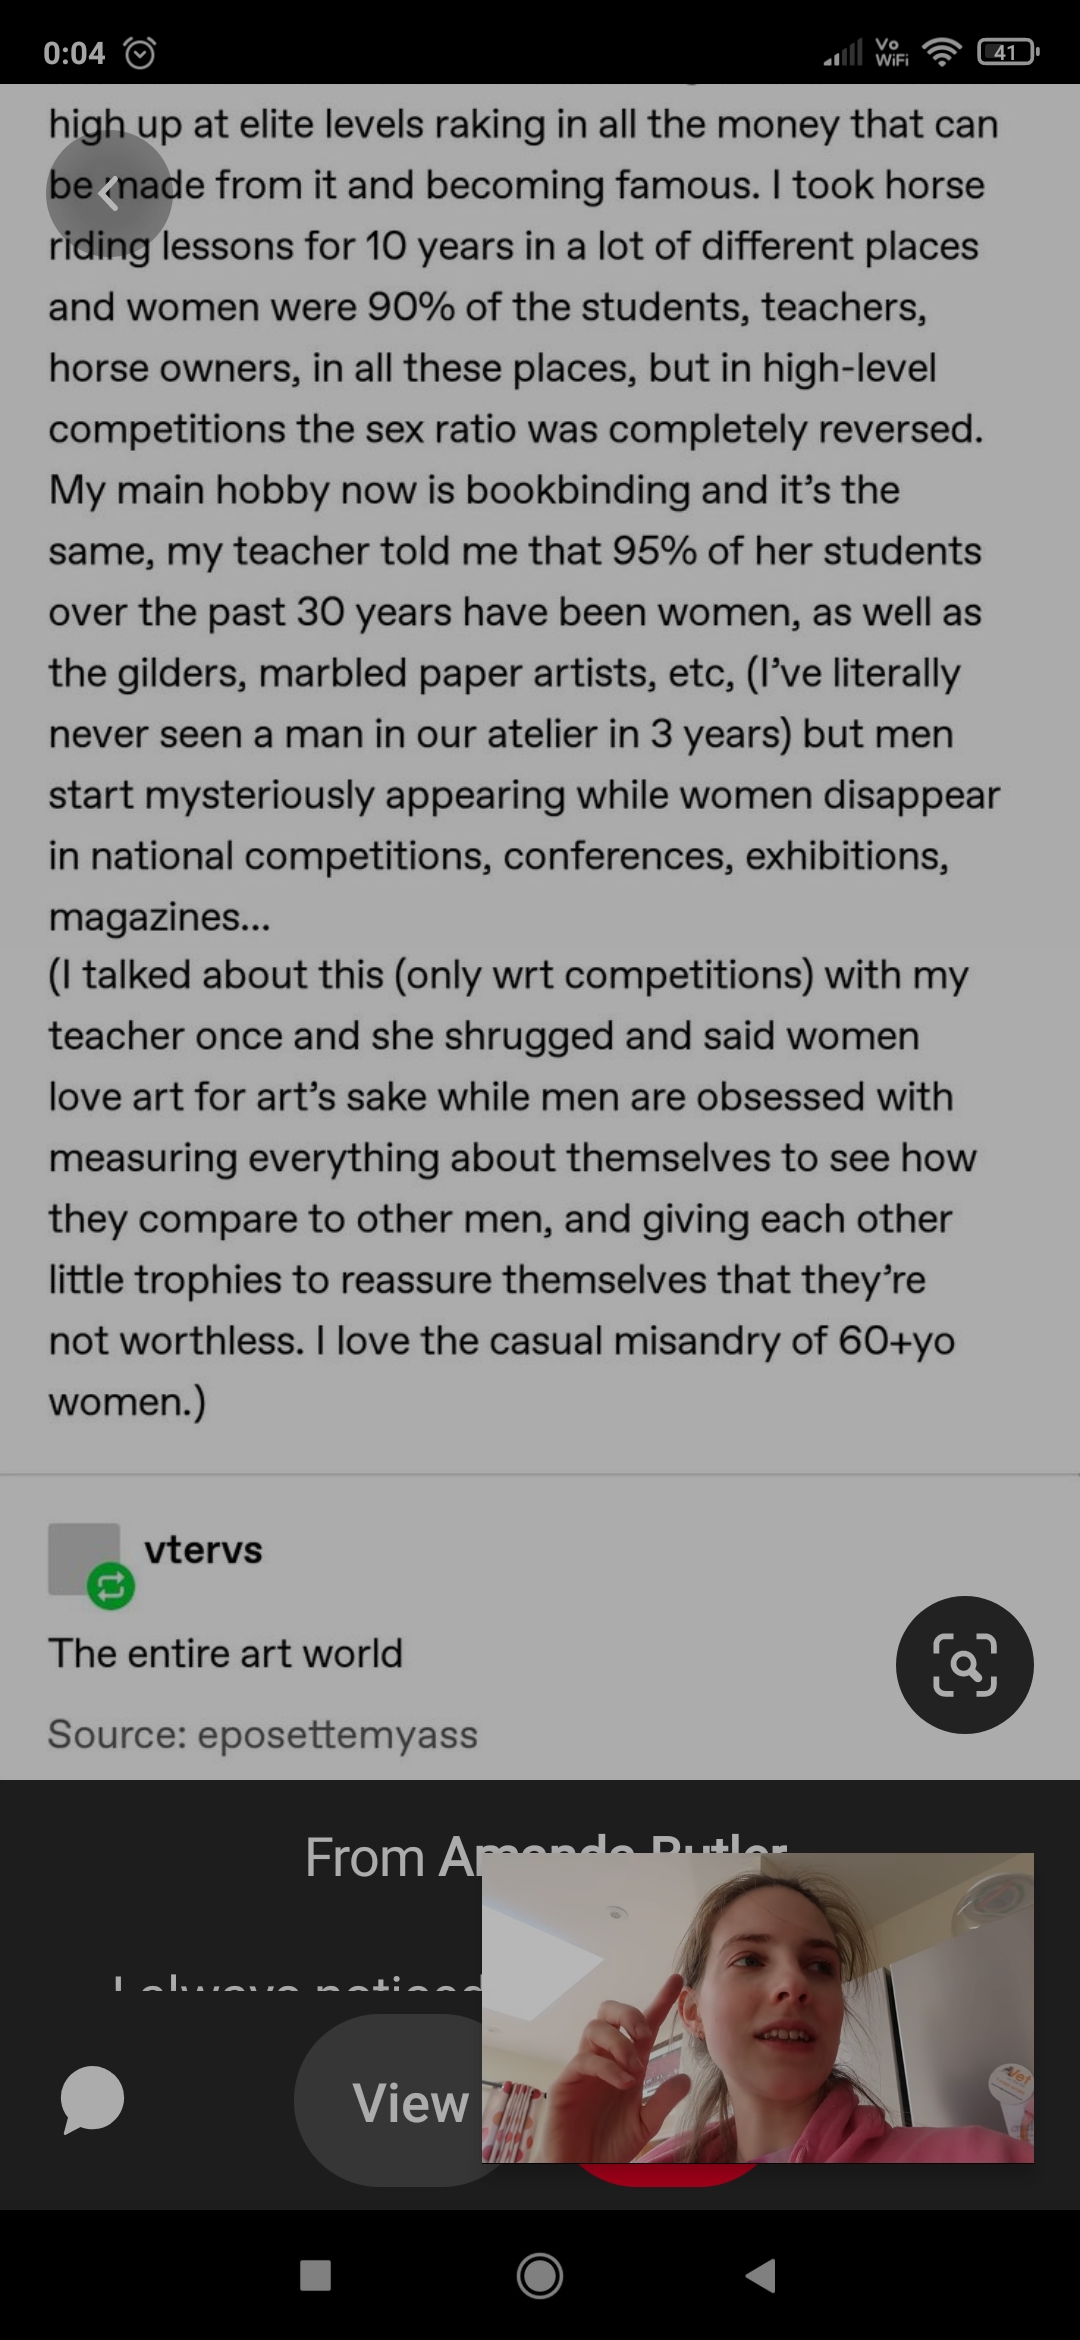 0:04
Vo
WiFi
41
high up at elite levels raking in all the money that can
be made from it and becoming famous. I took horse
riding lessons for 10 years in a lot of different places
and women were 90% of the students, teachers,
horse owners, in all these places, but in high-level
competitions the sex ratio was completely reversed.
My main hobby now is bookbinding and it’s the
same, my teacher told me that 95% of her students
over the past 30 years have been women, as well as
the gilders, marbled paper artists, etc, (I’ve literally
never seen a man in our atelier in 3 years) but men
start mysteriously appearing while women disappear
in national competitions, conferences, exhibitions,
magazines...
(I talked about this (only wrt competitions) with my
teacher once and she shrugged and said women
love art for art’s sake while men are obsessed with
measuring everything about themselves to see how
they compare to other men, and giving each other
little trophies to reassure themselves that they’re
not worthless. I love the casual misandry of 60+yo
women.)
vtervs
The entire art world
Source: eposettemyass
From Amanda Butler
I always noticed
View